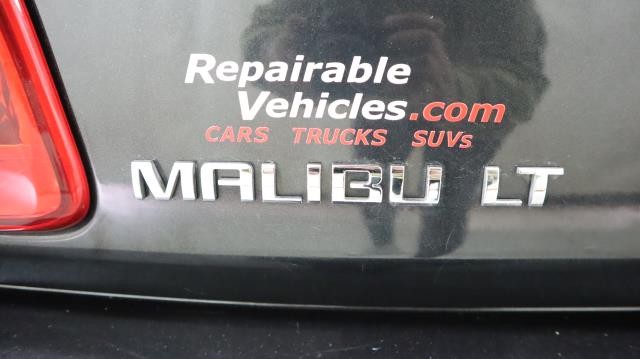 Repairable
Vehicles.com
CARS TRUCKS SUVs
MALIBU LT